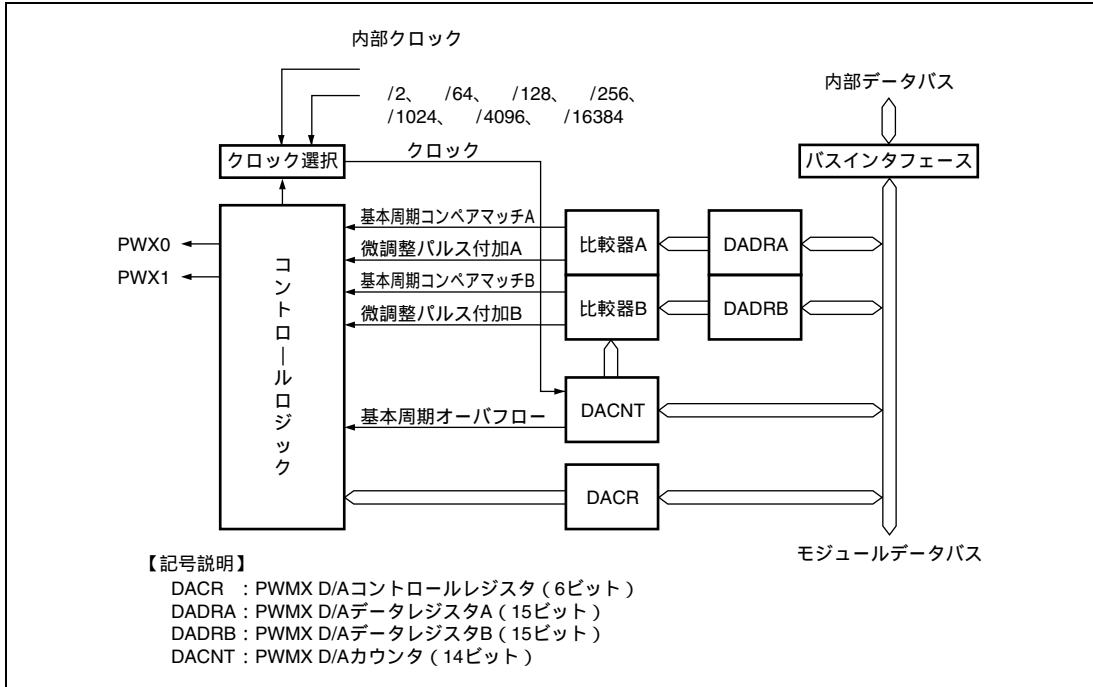 内部クロック
/2、 /64、 /128、 /256、
/1024、 /4096、 /16384
内部データバス
クロック選択
クロック
バスインタフェース
PWX0
PWX1
コントロールロジック
基本周期コンペアマッチA
微調整パルス付加A
基本周期コンペアマッチB
微調整パルス付加B
基本周期オーバフロー
比較器A
比較器B
DADRA
DADRB
DACNT
DACR
モジュールデータバス
【記号説明】
DACR :PWMX D/Aコントロールレジスタ(6ビット)
DADRA:PWMX D/AデータレジスタA(15ビット)
DADRB:PWMX D/AデータレジスタB(15ビット)
DACNT:PWMX D/Aカウンタ(14ビット)